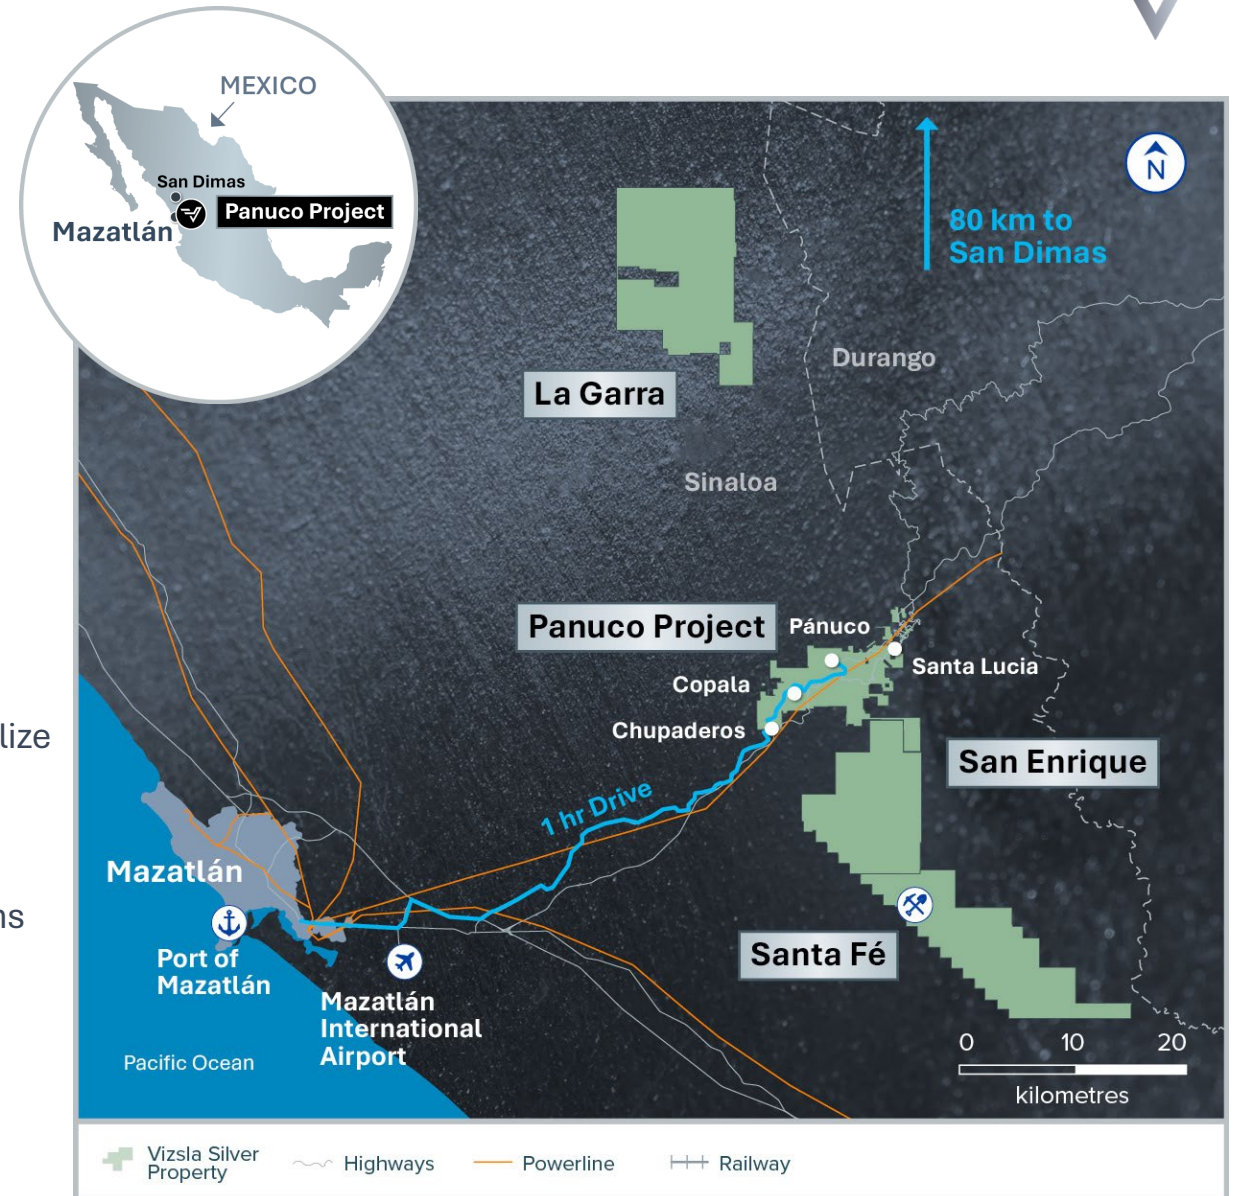 MEXICO
San Dimas
Panuco Project
Mazatlán
N
80 km to
San Dimas
Durango
La Garra
Sinaloa
Panuco Project
Pánuco
Santa Lucia
Copala
Chupaderos
lize
San Enrique
1 hr Drive
Mazatlán
ns
Santa Fé
Port of
Mazatlán
Mazatlán
International
Airport
Pacific Ocean
0 10 20
kilometres
Vizsla Silver
Property
Highways
Powerline
Railway